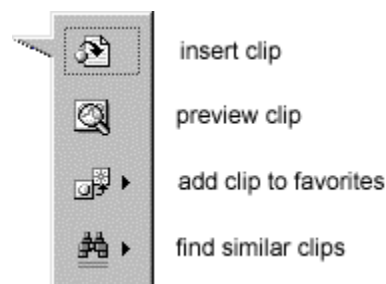 insert clip
preview clip
add clip to favorites
find similar clips